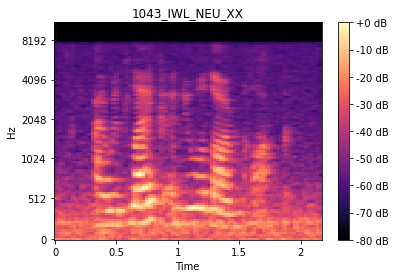 1043_IWL_NEU_XX
Hz
8192
4096
2048
1024
512
0
0
0.5
1
1.5
2
Time
+0 dB
-10 dB
-20 dB
-30 dB
-40 dB
-50 dB
-60 dB
-70 dB
-80 dB